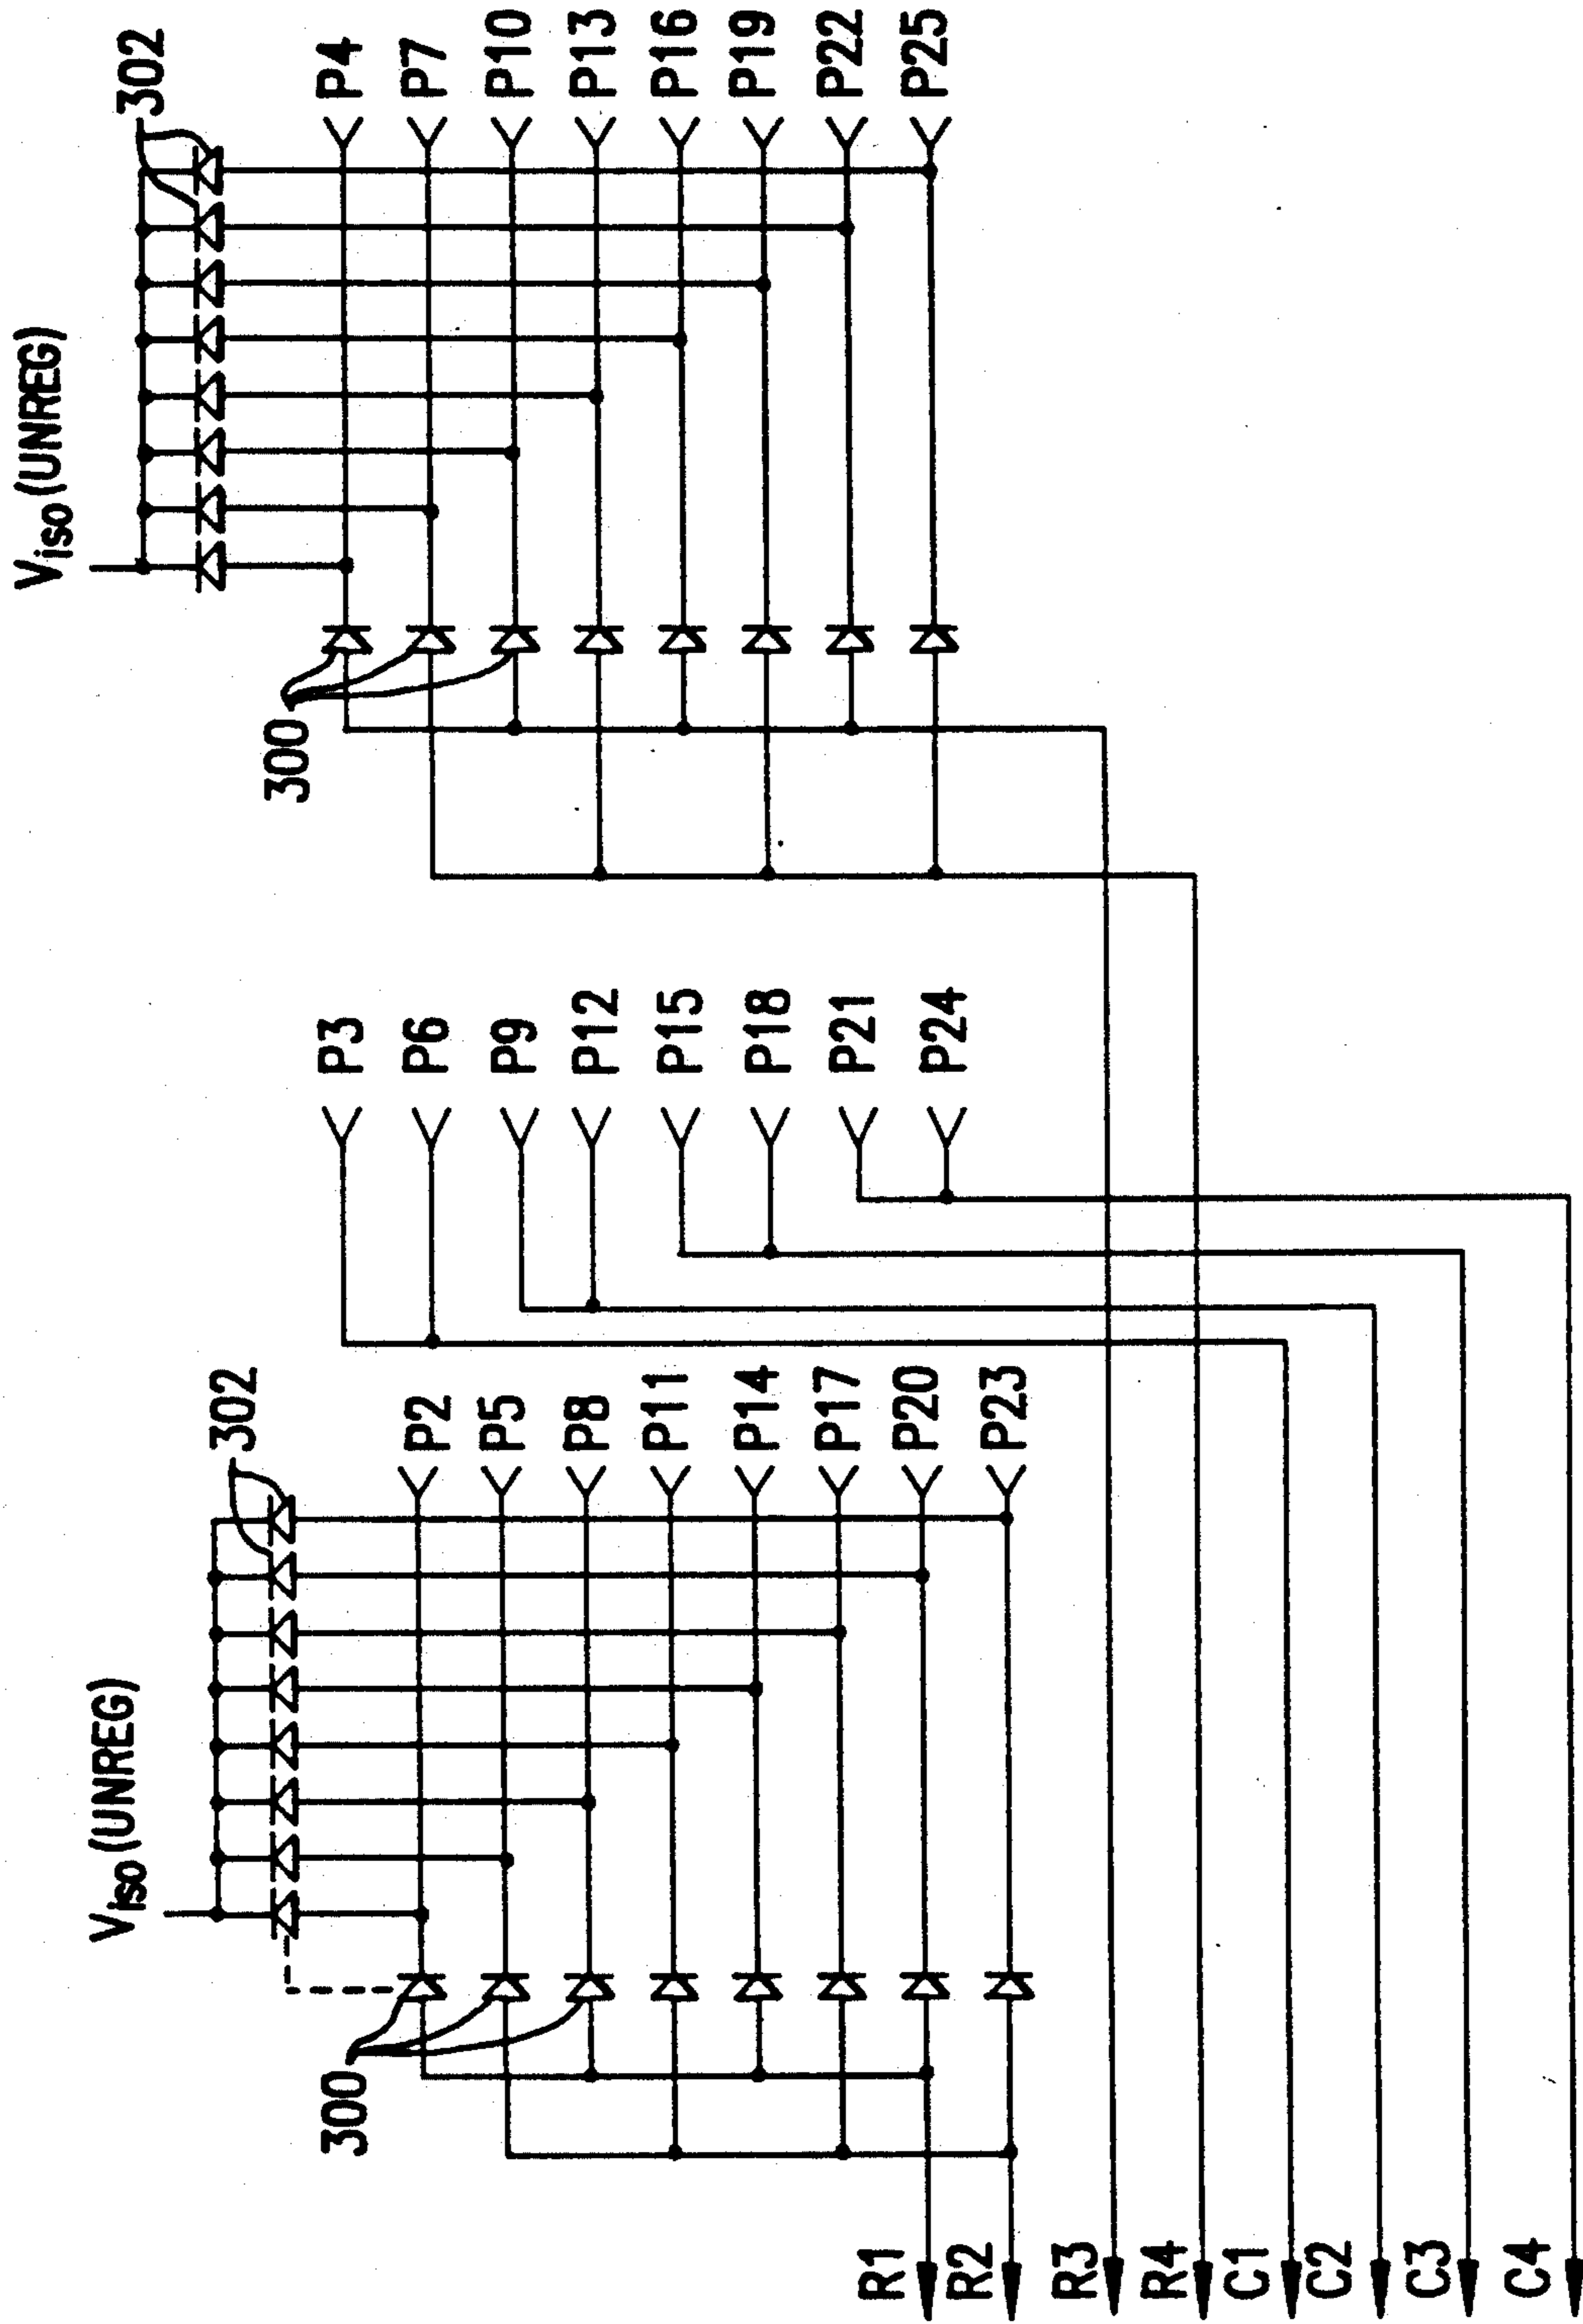 Viso (UNREG)
302
P4
P7
P10
P13
P16
P19
P22
P25
300
P3
P6
P9
P12
P15
P18
P21
P24
Viso (UNREG)
302
P2
P5
P8
P11
P14
P17
P20
P23
300
R1
R2
R3
R4
C1
C2
C3
C4